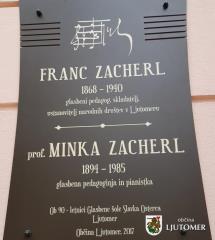 FRANC ZACHERL
1868 - 1940
glasbeni pedagog, skladatelj,
ustanovitelj narodnih društev v Ljutomeru
prof. MINKA ZACHERL
1894 - 1985
glasbena pedagoginja in pianistka
Ob 90 - letnici Glasbene šole Slavka Osterca
Ljutomer
Občina Ljutomer, 2017
občina
LJUTOMER